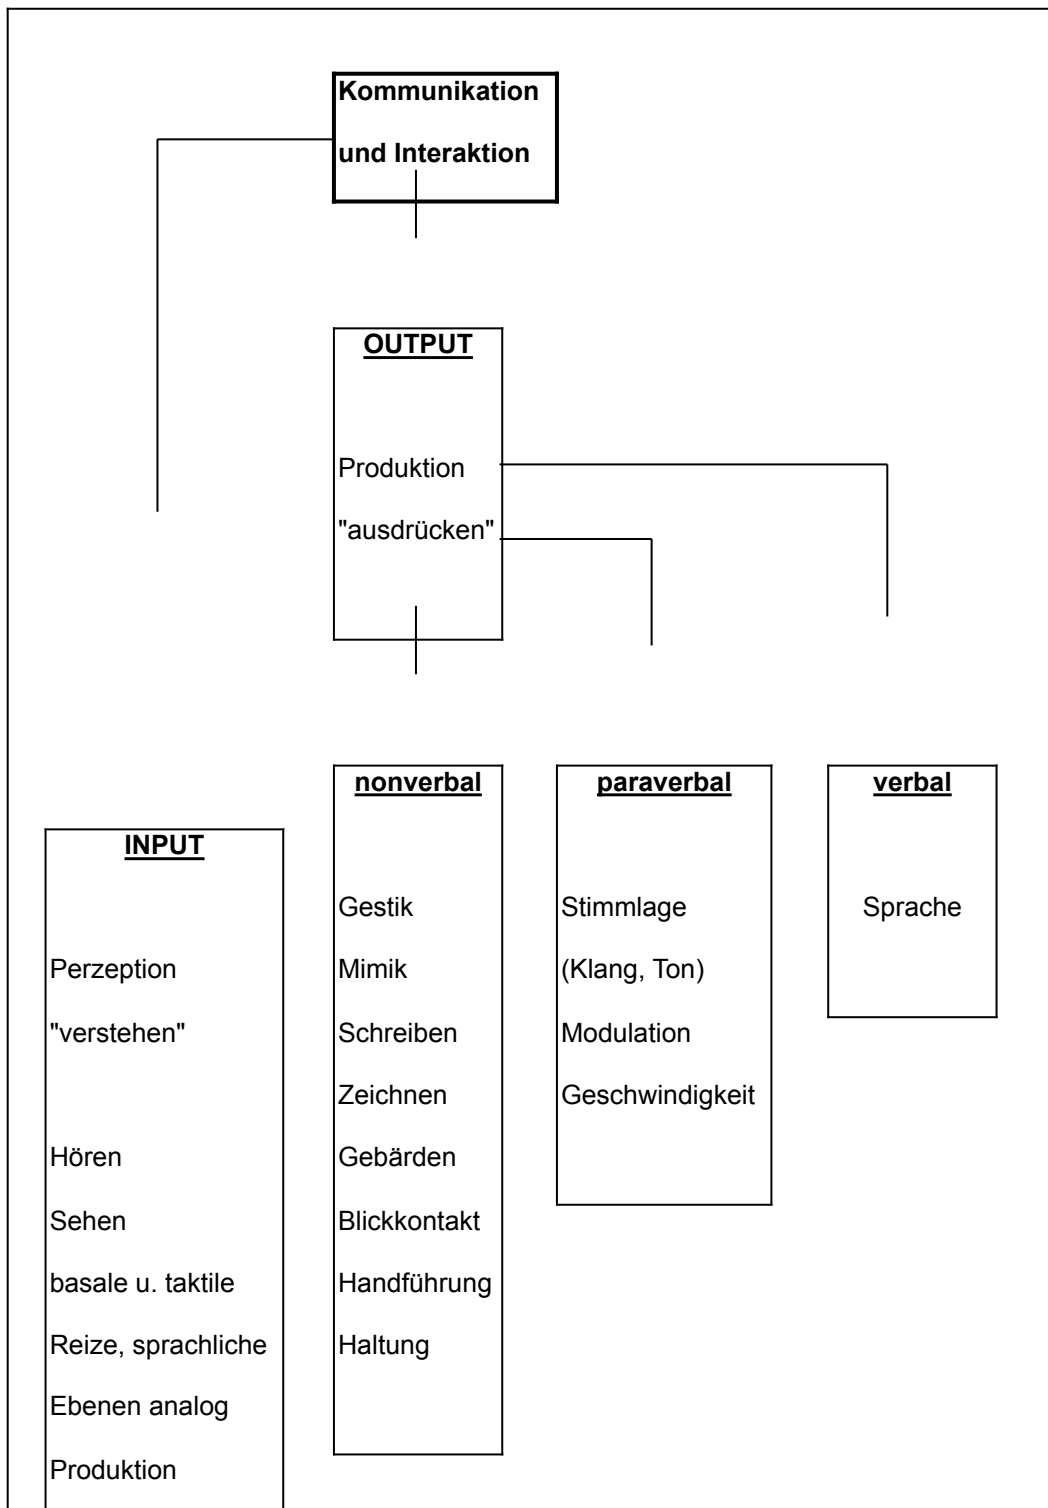 Kommunikation
und Interaktion
OUTPUT
Produktion
"ausdrücken"
INPUT
Perzeption
"verstehen"
Hören
Sehen
basale u. taktile
Reize, sprachliche
Ebenen analog
Produktion
nonverbal
Gestik
Mimik
Schreiben
Zeichnen
Gebärden
Blickkontakt
Handführung
Haltung
paraverbal
Stimmlage
(Klang, Ton)
Modulation
Geschwindigkeit
verbal
Sprache